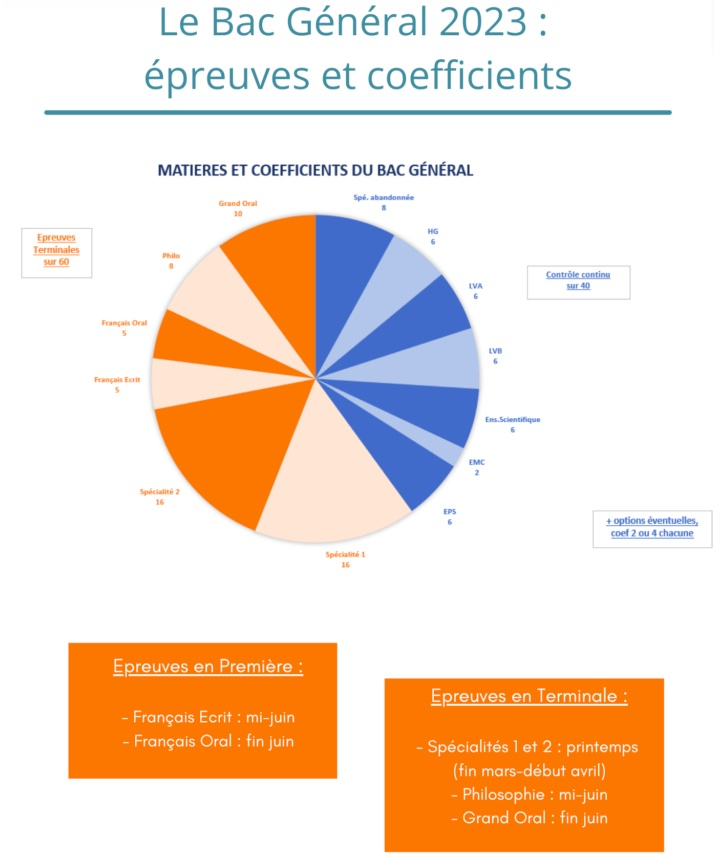 Le Bac Général 2023 :
épreuves et coefficients
MATIERES ET COEFFICIENTS DU BAC GÉNÉRAL
Grand Oral
10
Spé. abandonnée
8
HG
6
Epreuves
Terminales
sur 60
Philo
8
Contrôle continu
sur 40
LVA
6
Français Oral
5
LVB
6
Français Ecrit
5
Ens.Scientifique
6
EMC
2
Spécialité 2
16
EPS
6
+ options éventuelles,
coef 2 ou 4 chacune
Spécialité 1
16
Epreuves en Première :
- Français Ecrit : mi-juin
- Français Oral : fin juin
Epreuves en Terminale :
- Spécialités 1 et 2 : printemps
(fin mars-début avril)
- Philosophie : mi-juin
- Grand Oral : fin juin